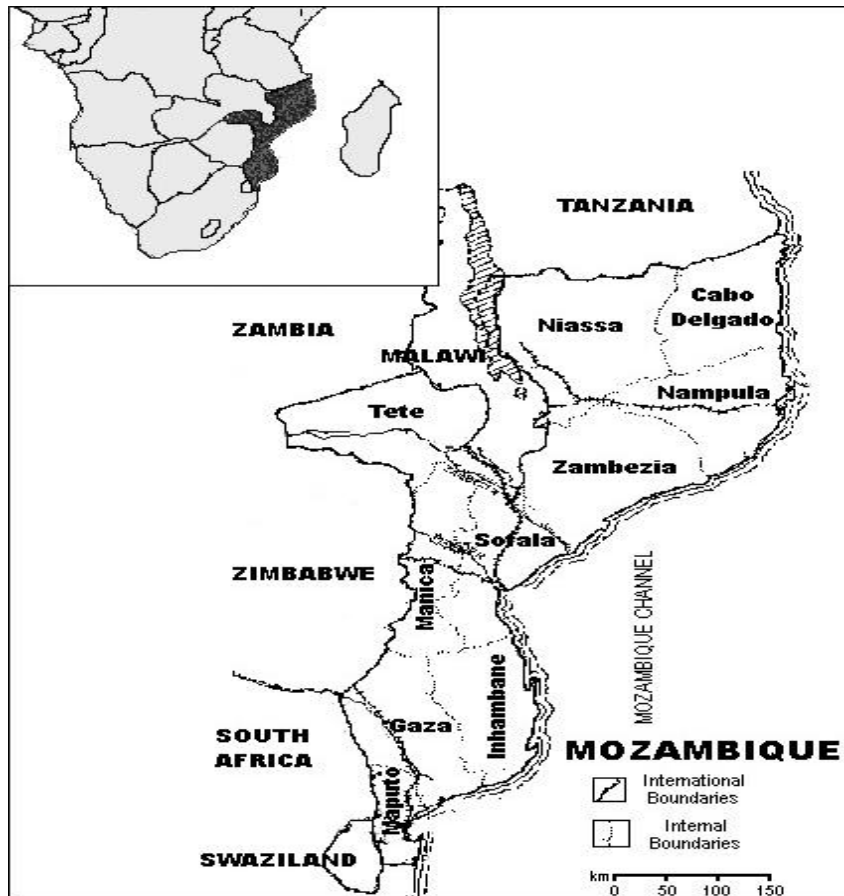 TANZANIA
Cabo
Delgado
Niassa
ZAMBIA
MALAWI
Nampula
Tete
Zambezia
Sofala
ZIMBABWE
Manica
MOZAMBIQUE CHANNEL
Inhambane
Gaza
SOUTH
AFRICA
MOZAMBIQUE
International
Boundaries
Maputo
Internal
Boundaries
SWAZILAND
km
0 50 100 150